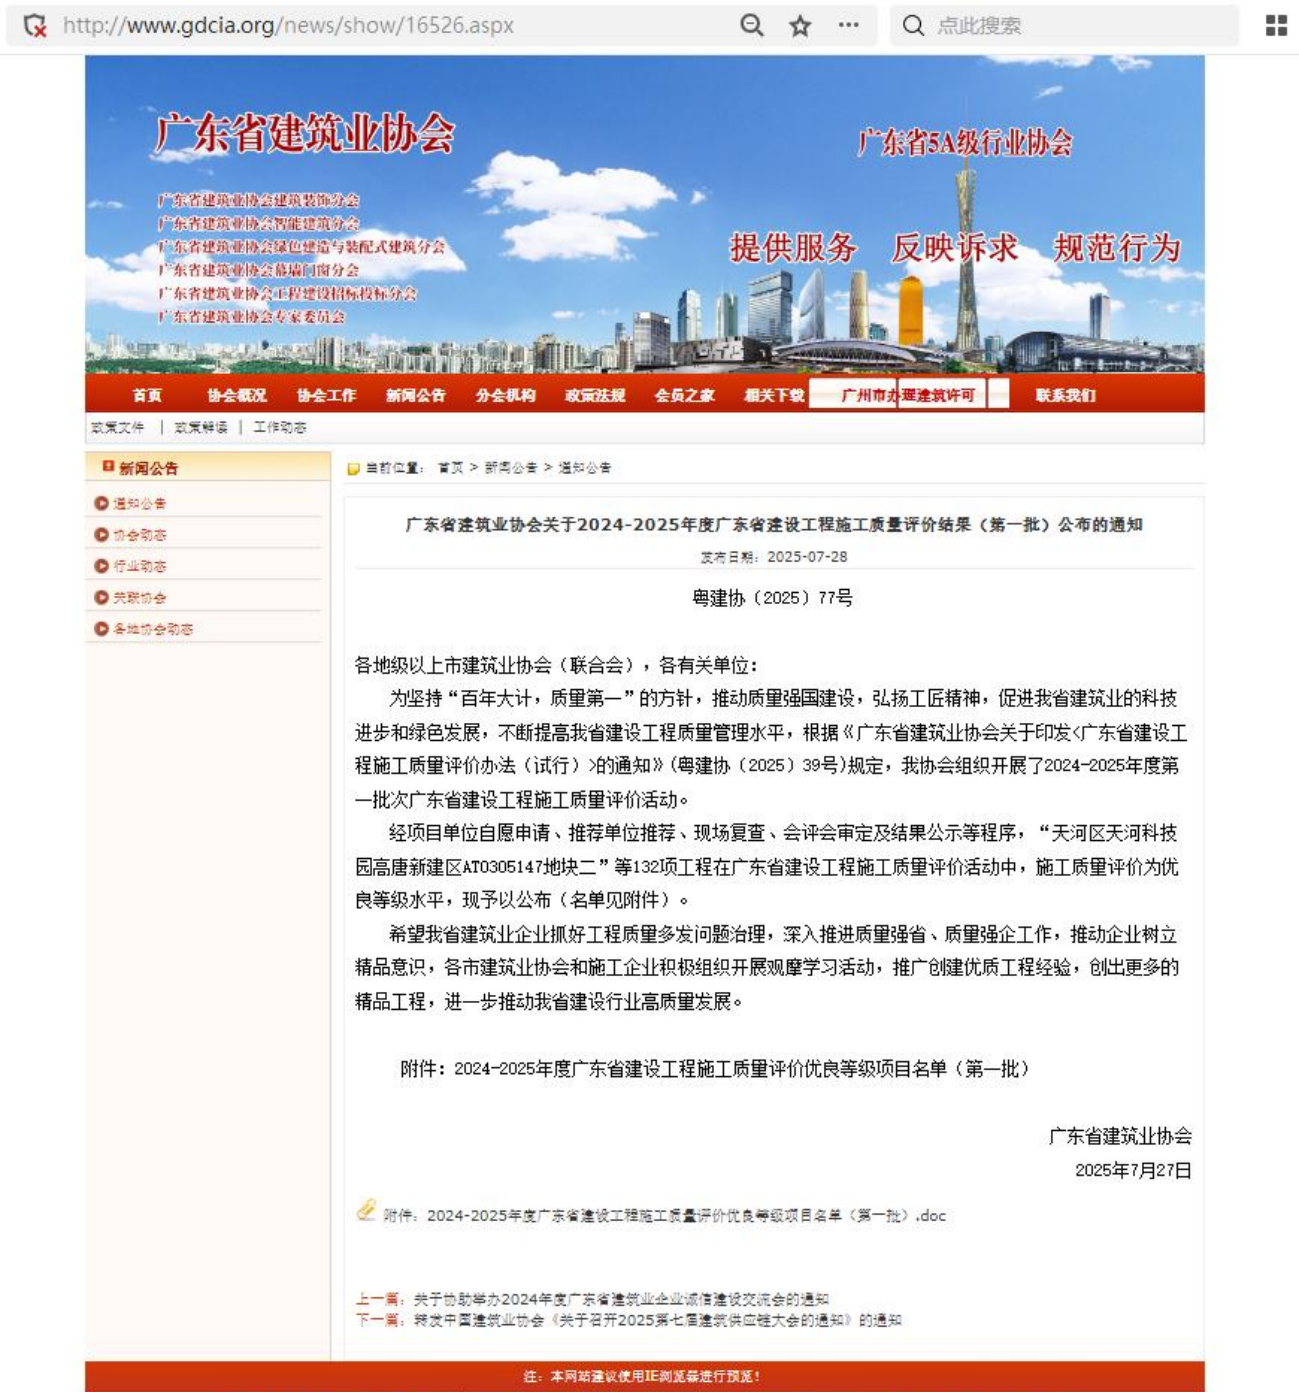 http://www.gdcia.org/news/show/16526.aspx
点此搜索
广东省建筑业协会
广东省5A级行业协会
广东省建筑业协会建筑装饰分会
广东省建筑业协会智能建筑分会
广东省建筑业协会绿色建造与装配式建筑分会
广东省建筑业协会幕墙门窗分会
广东省建筑业协会工程建设招标投标分会
广东省建筑业协会专家委员会
提供服务 反映诉求 规范行为
首页 协会概况 协会工作 新闻公告 分会机构 政策法规 会员之家 相关下载 广州市办理建筑许可 联系我们
政策文件 | 政策解读 | 工作动态
新闻公告
通知公告
协会动态
行业动态
关联协会
各地协会动态
当前位置： 首页 > 新闻公告 > 通知公告
广东省建筑业协会关于2024-2025年度广东省建设工程施工质量评价结果（第一批）公布的通知
发布日期：2025-07-28
粤建协（2025）77号
各地级以上市建筑业协会（联合会），各有关单位：
为坚持“百年大计，质量第一”的方针，推动质量强国建设，弘扬工匠精神，促进我省建筑业的科技
进步和绿色发展，不断提高我省建设工程质量管理水平，根据《广东省建筑业协会关于印发<广东省建设工
程施工质量评价办法（试行）>的通知》(粤建协（2025）39号)规定，我协会组织开展了2024-2025年度第
一批次广东省建设工程施工质量评价活动。
经项目单位自愿申请、推荐单位推荐、现场复查、会评会审定及结果公示等程序，“天河区天河科技
园高唐新建区AT0305147地块二”等132项工程在广东省建设工程施工质量评价活动中，施工质量评价为优
良等级水平，现予以公布（名单见附件）。
希望我省建筑业企业抓好工程质量多发问题治理，深入推进质量强省、质量强企工作，推动企业树立
精品意识，各市建筑业协会和施工企业积极组织开展观摩学习活动，推广创建优质工程经验，创出更多的
精品工程，进一步推动我省建设行业高质量发展。
附件：2024-2025年度广东省建设工程施工质量评价优良等级项目名单（第一批）
广东省建筑业协会
2025年7月27日
附件：2024-2025年度广东省建设工程施工质量评价优良等级项目名单（第一批）.doc
上一篇：关于协助举办2024年度广东省建筑业企业诚信建设交流会的通知
下一篇：转发中国建筑业协会《关于召开2025第七届建筑供应链大会的通知》的通知
注：本网站建议使用IE浏览器进行预览！